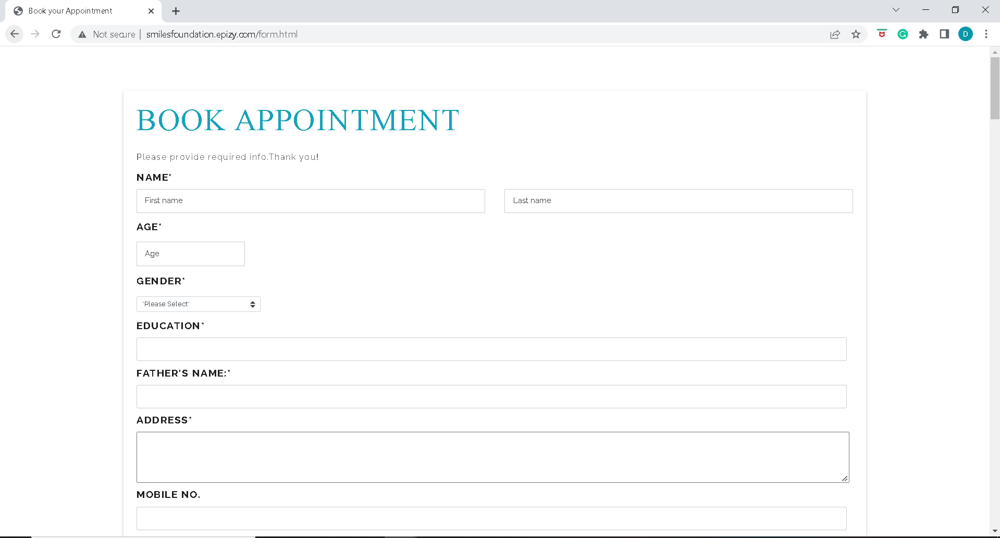 Book your Appointment
Not secure | smilesfoundation.epizy.com/form.html
G
D
BOOK APPOINTMENT
Please provide required info.Thank you!
NAME*
First name Last name
AGE*
Age
GENDER*
*Please Select*
EDUCATION*
FATHER'S NAME:*
ADDRESS*
MOBILE NO.